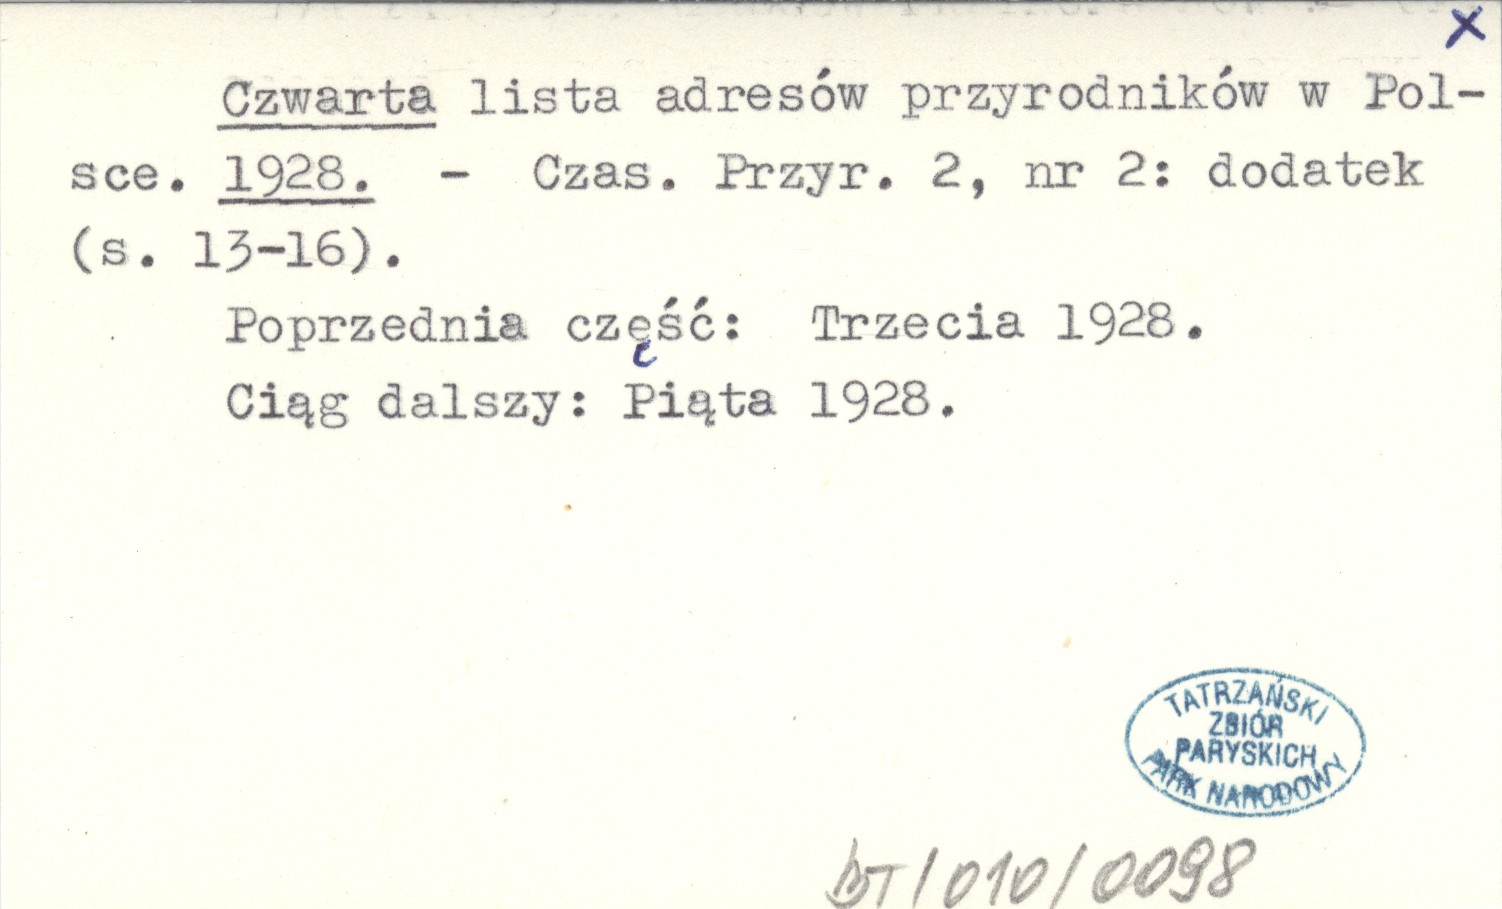 x
Czwarta lista adresów przyrodników w Pol-
sce. 1928. - Czas. Przyr. 2, nr 2: dodatek
(s. 13-16).
Poprzednia część: Trzecia 1928.
Ciąg dalszy: Piąta 1928.
TATRZAŃSKI
ZBIÓR
PARYSKICH
PARK NARODOWY
BT/010/0098